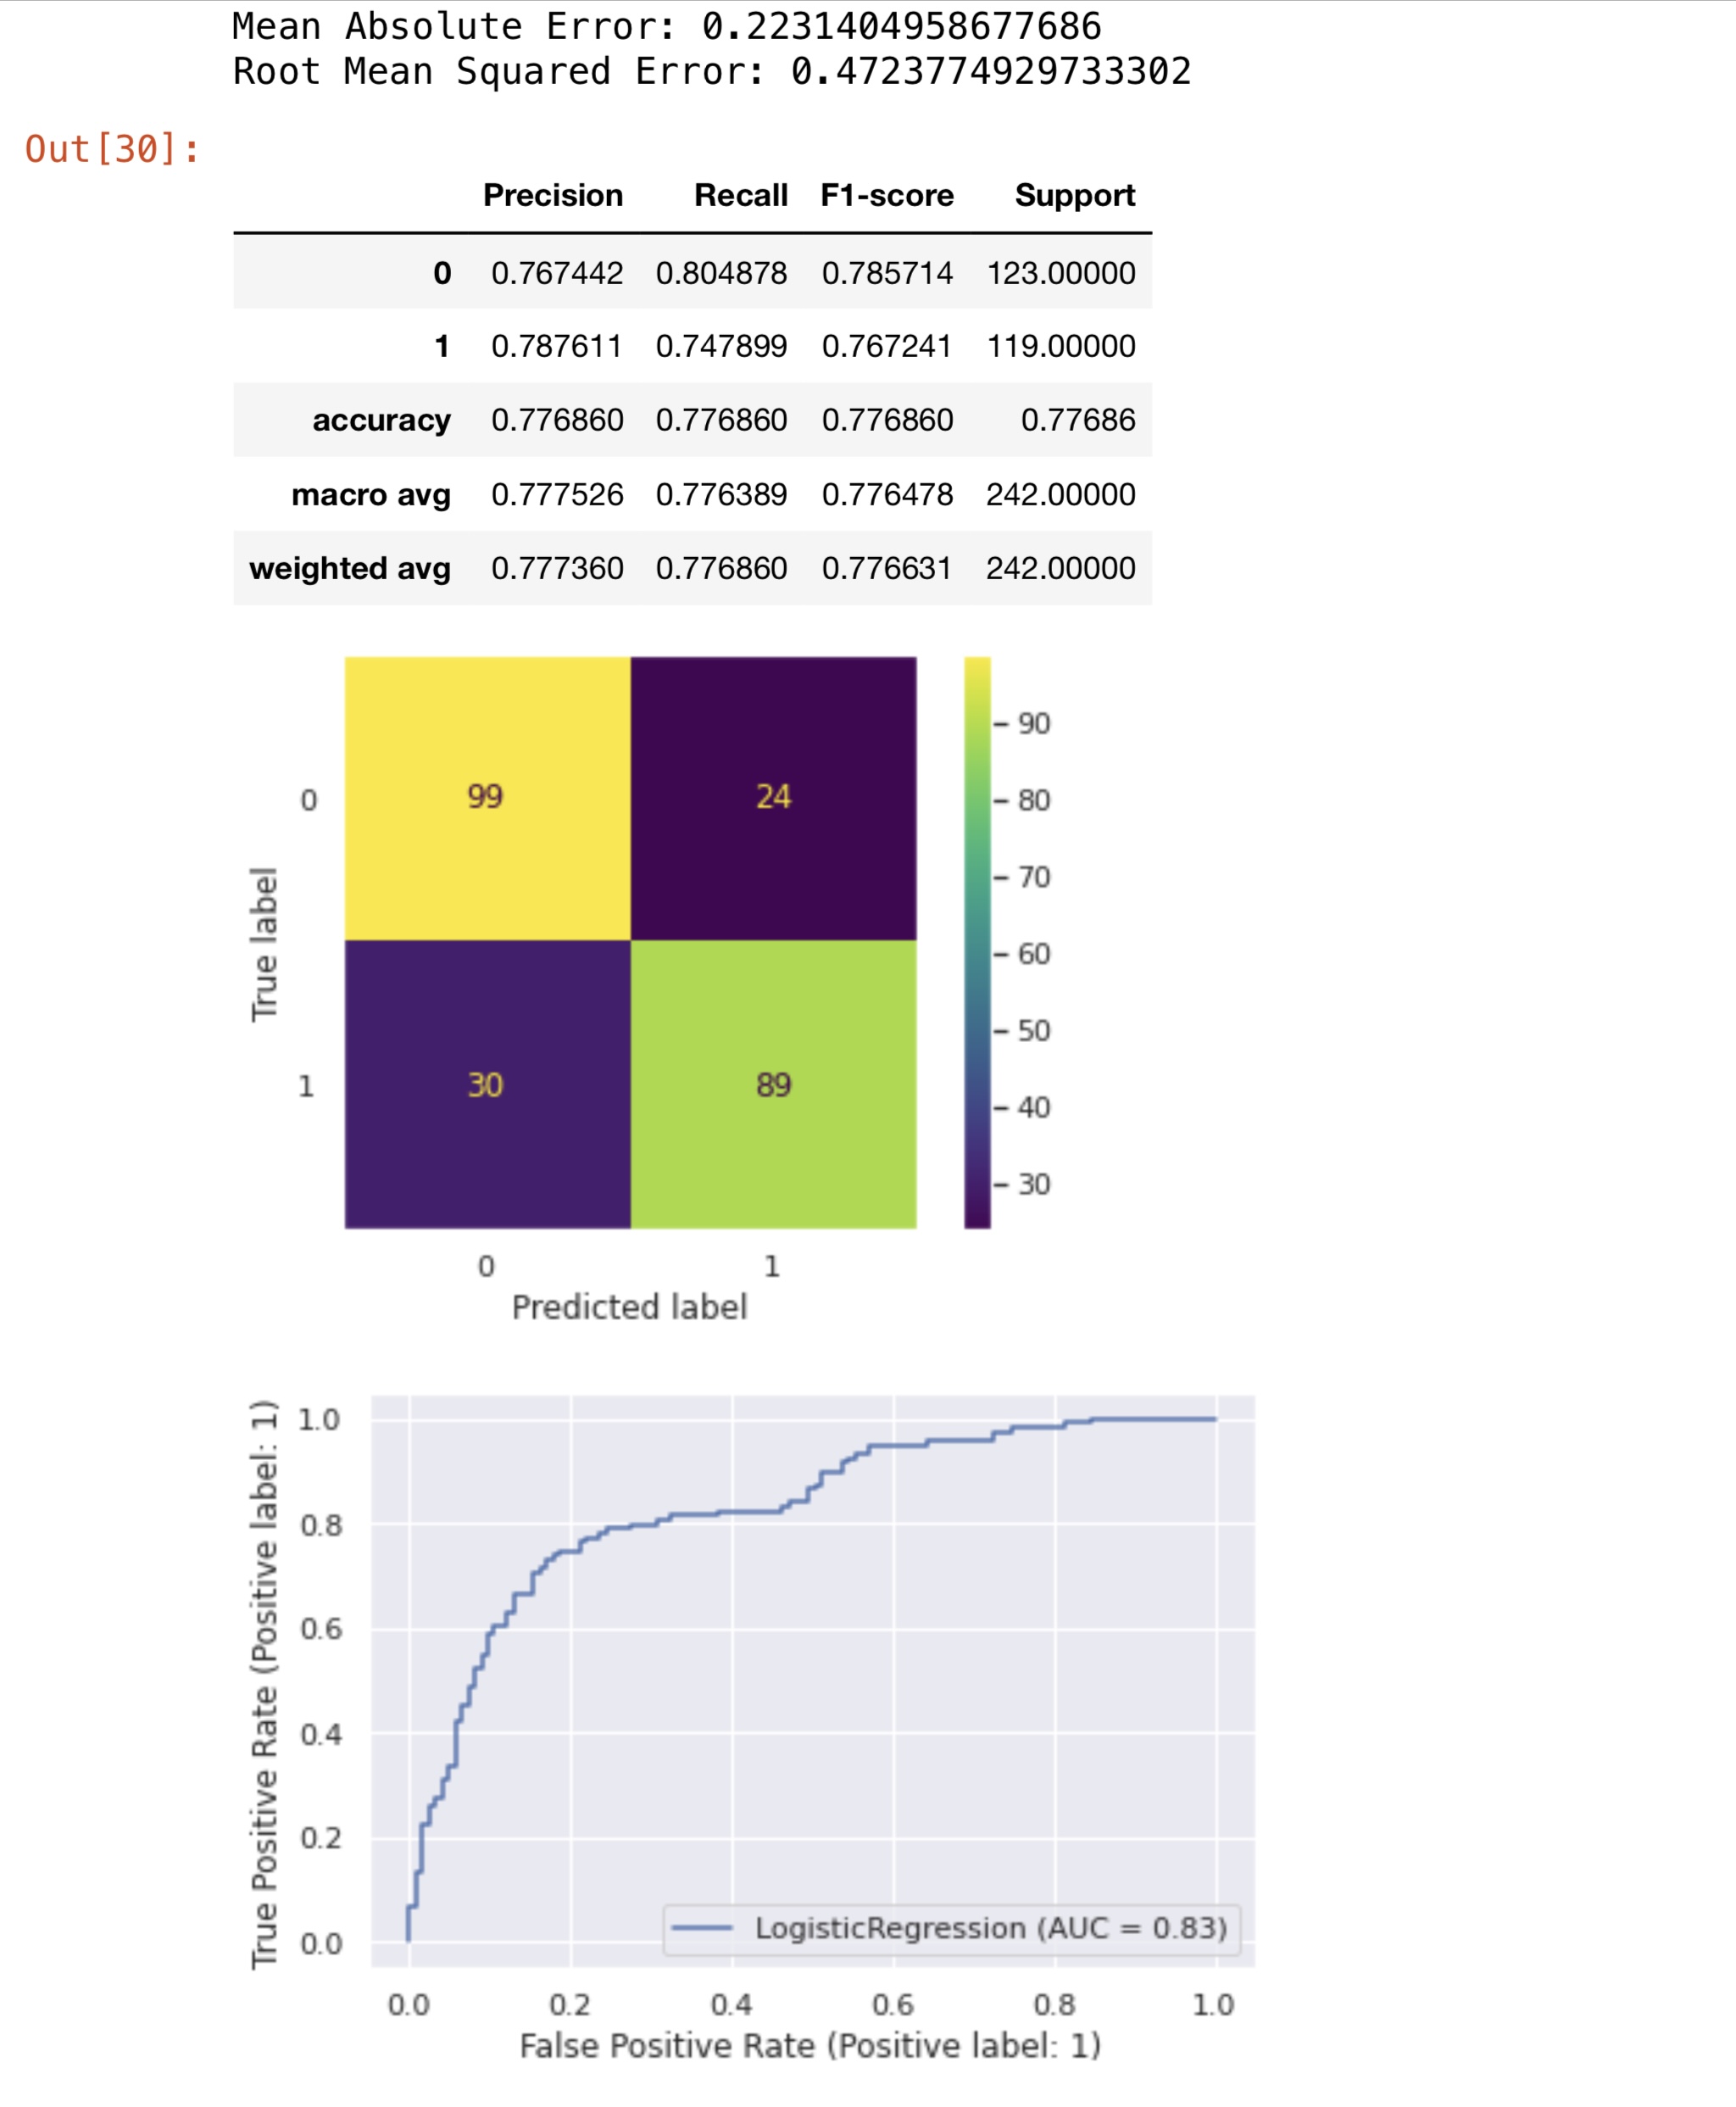 Mean Absolute Error: 0.2231404958677686
Root Mean Squared Error: 0.4723774929733302
Out[30]:
Precision Recall F1-score Support
0 0.767442 0.804878 0.785714 123.00000
1 0.787611 0.747899 0.767241 119.00000
accuracy 0.776860 0.776860 0.776860 0.77686
macro avg 0.777526 0.776389 0.776478 242.00000
weighted avg 0.777360 0.776860 0.776631 242.00000
True label
0
1
99 24
30 89
0 1
Predicted label
90
80
70
60
50
40
30
True Positive Rate (Positive label: 1)
1.0
0.8
0.6
0.4
0.2
0.0
LogisticRegression (AUC = 0.83)
0.0 0.2 0.4 0.6 0.8 1.0
False Positive Rate (Positive label: 1)